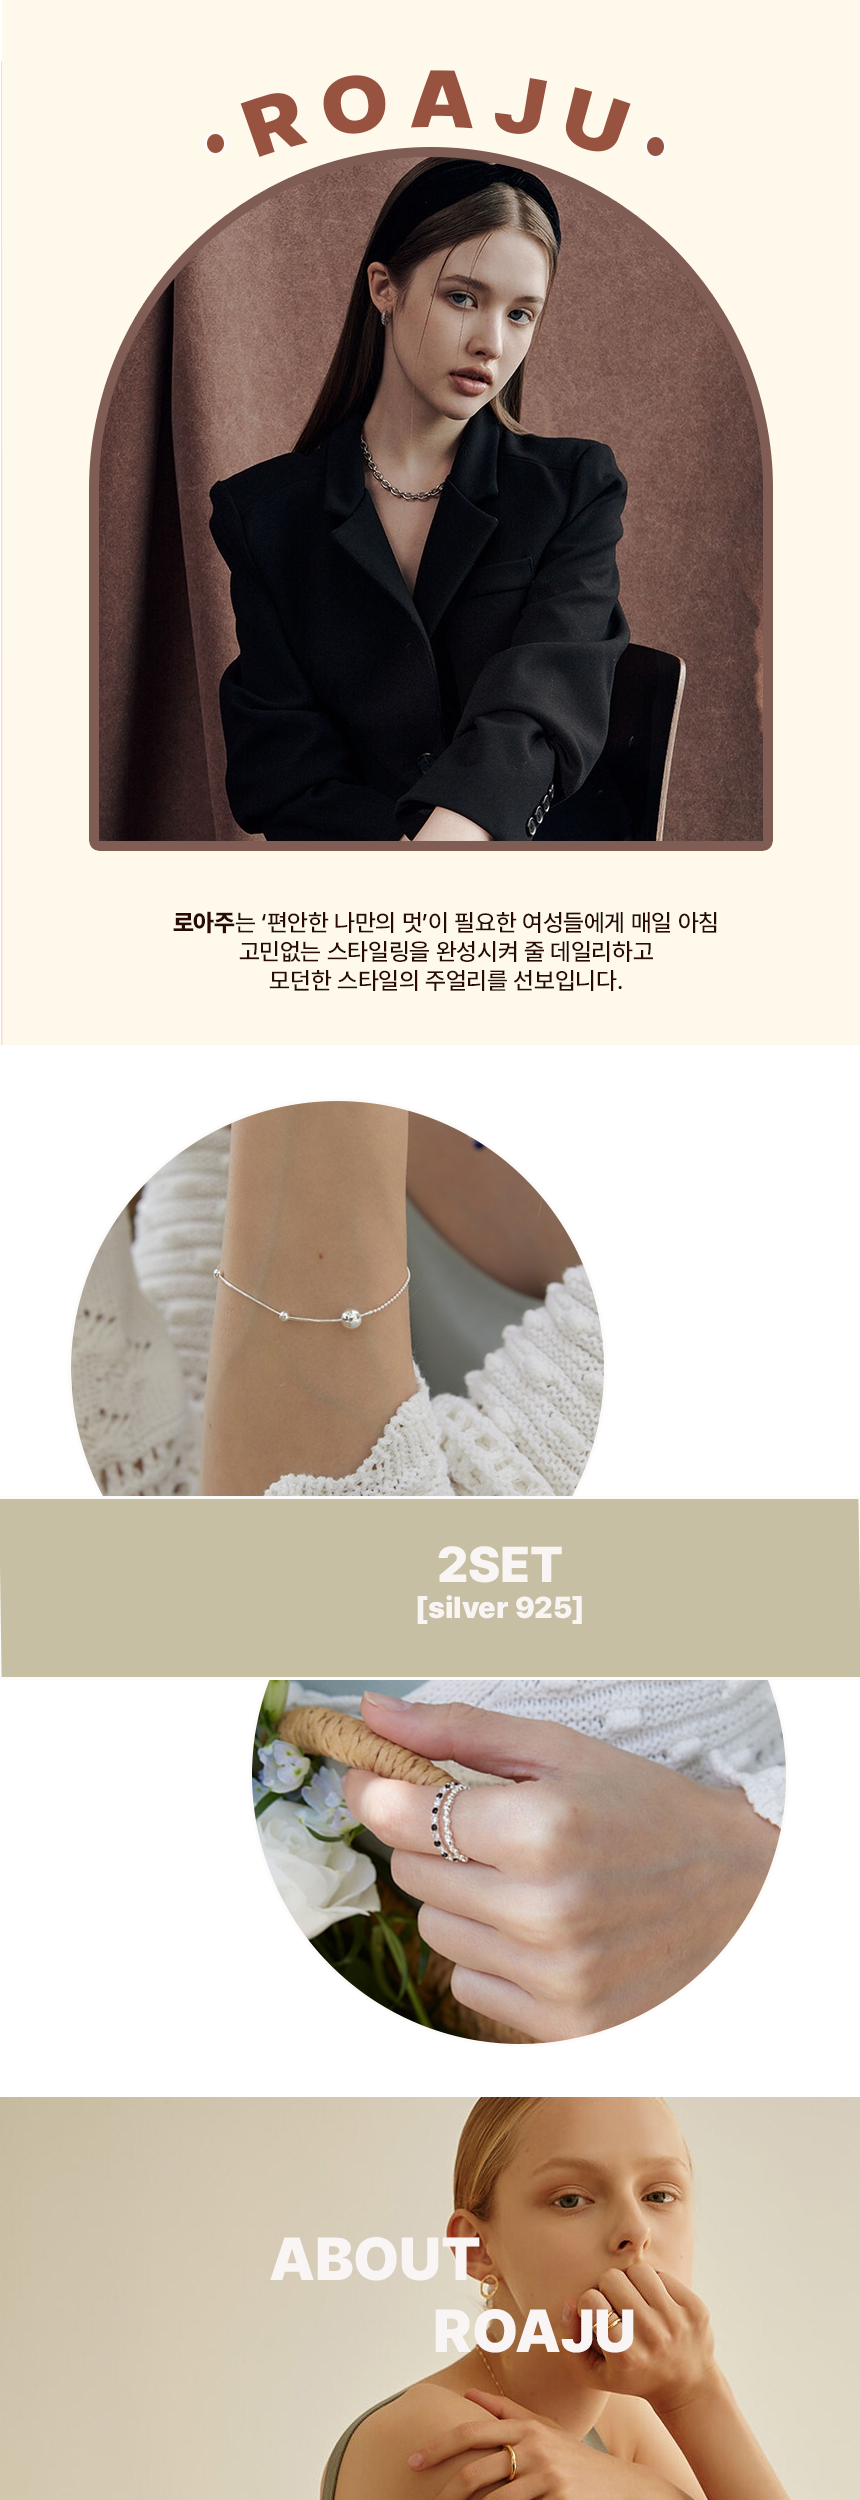 ROAJU
로아주는 ‘편안한 나만의 멋’이 필요한 여성들에게 매일 아침
고민없는 스타일링을 완성시켜 줄 데일리하고
모던한 스타일의 주얼리를 선보입니다.
2SET
[silver 925]
ABOUT
ROAJU